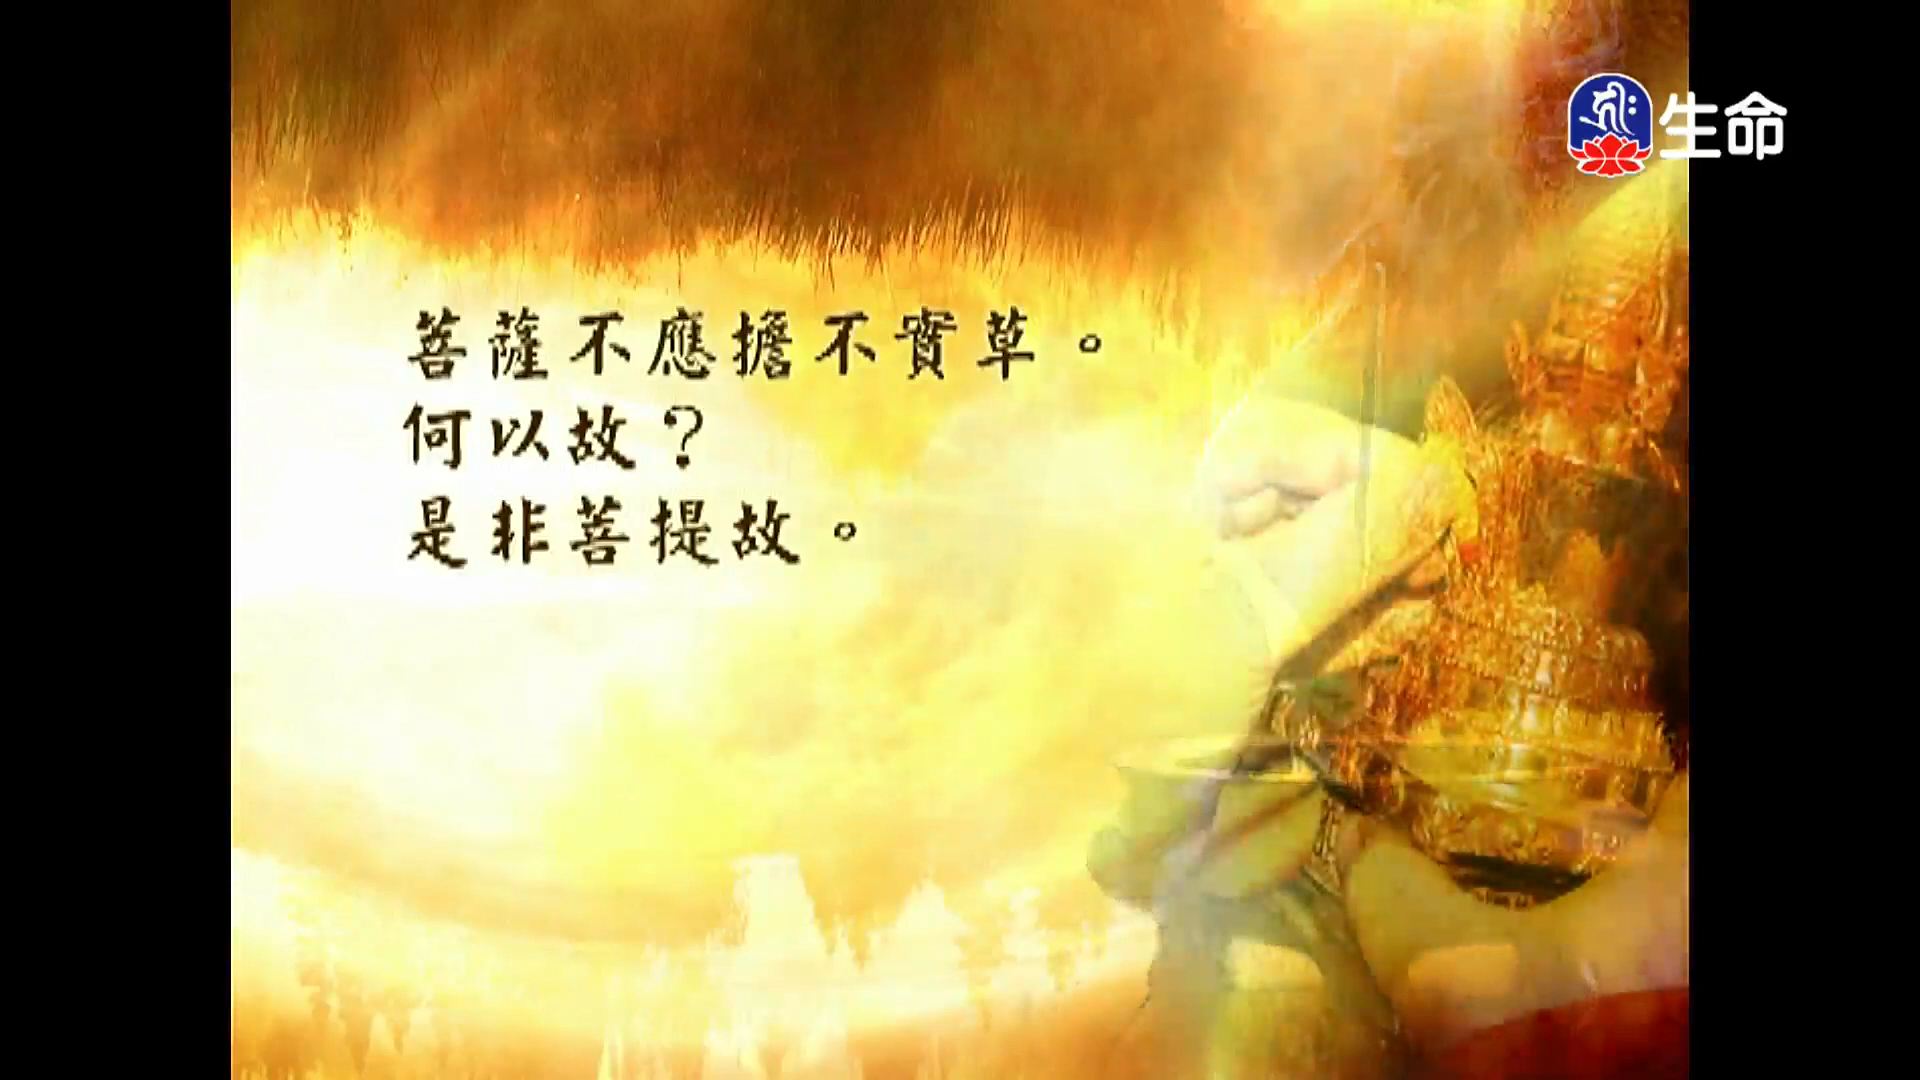 生命
菩薩不應擔不實草。
何以故？
是非菩提故。